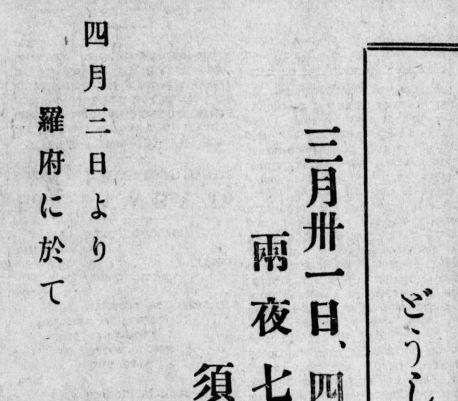 どうし
三月卅一日、四
兩夜七
須
四月三日より
羅府に於て